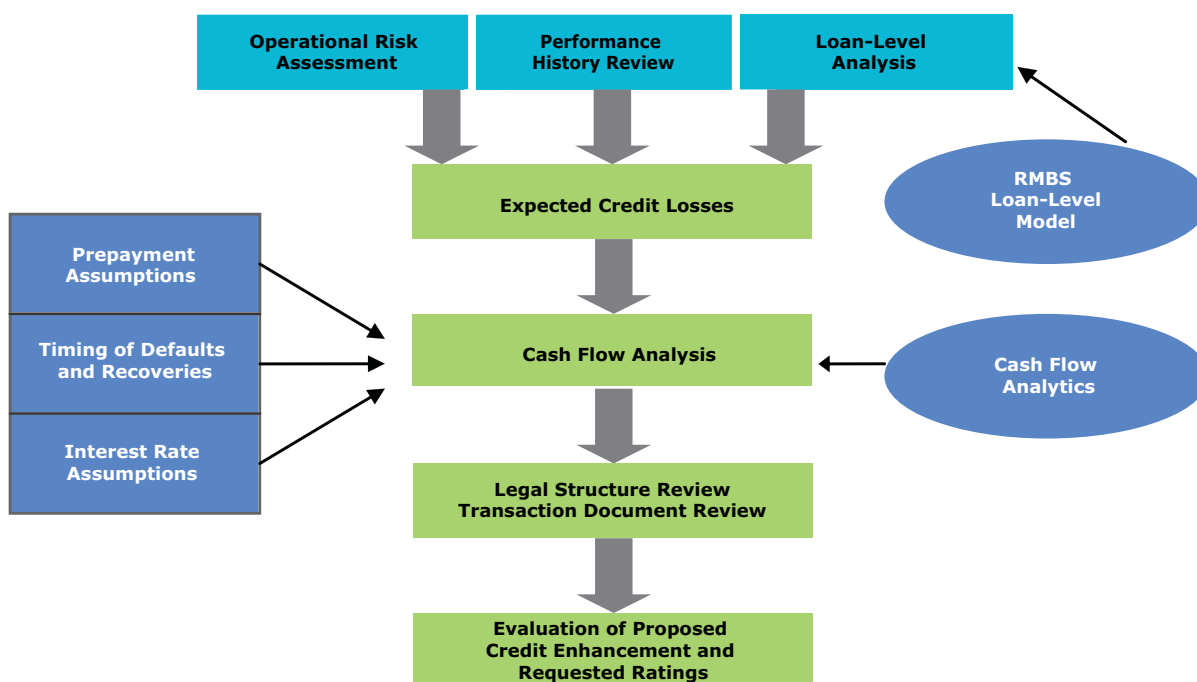 Operational Risk
Assessment
Performance
History Review
Loan-Level
Analysis
RMBS
Loan-Level
Model
Expected Credit Losses
Prepayment
Assumptions
Timing of Defaults
and Recoveries
Interest Rate
Assumptions
Cash Flow Analysis
Cash Flow
Analytics
Legal Structure Review
Transaction Document Review
Evaluation of Proposed
Credit Enhancement and
Requested Ratings